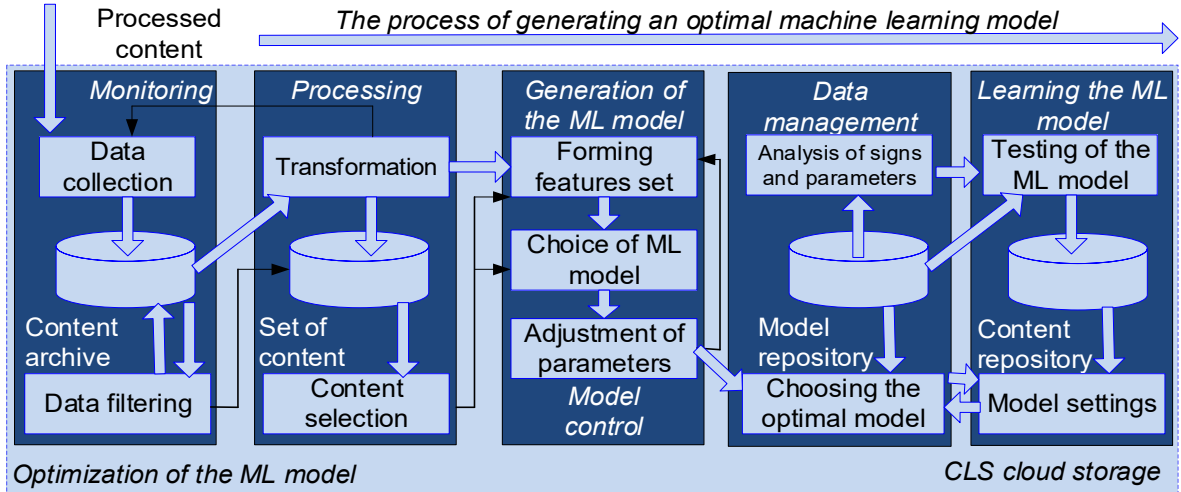 Processed
content
The process of generating an optimal machine learning model
Monitoring
Data
collection
Content
archive
Data filtering
Processing
Transformation
Set of
content
Content
selection
Generation of
the ML model
Forming
features set
Choice of ML
model
Adjustment of
parameters
Model
control
Data
management
Analysis of signs
and parameters
Model
repository
Choosing the
optimal model
Learning the ML
model
Testing of the
ML model
Content
repository
Model settings
Optimization of the ML model
CLS cloud storage